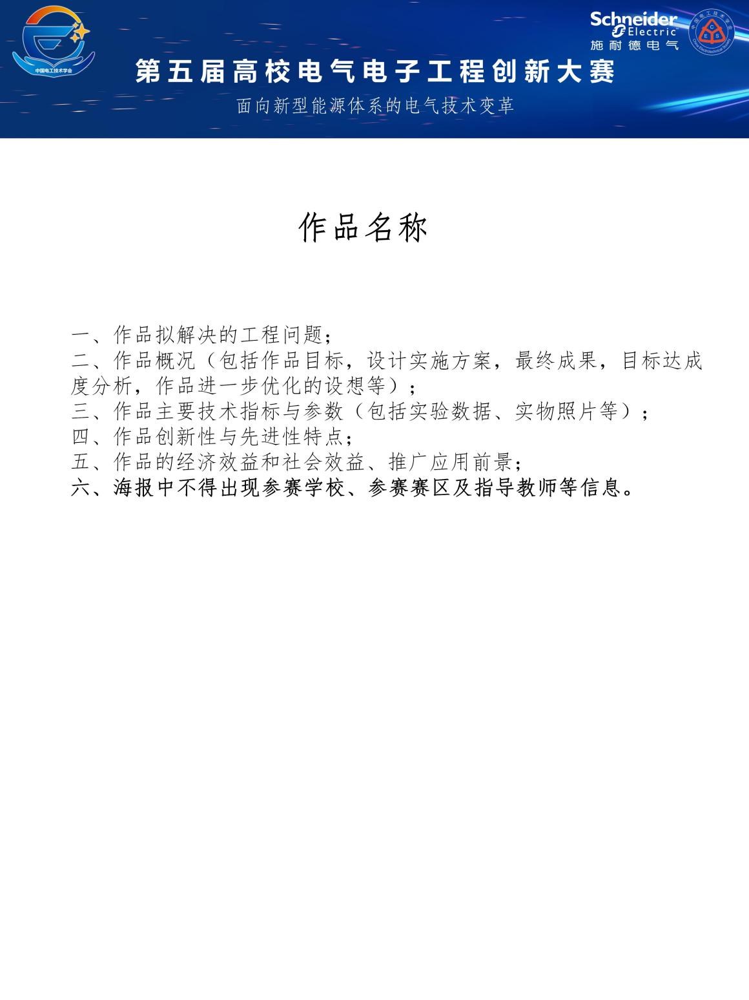 中国电工技术学会
Schneider
Electric
施耐德电气
中国电工技术学会
CES
China Electrotechnical Society
第五届高校电气电子工程创新大赛
面向新型能源体系的电气技术变革
作品名称
一、作品拟解决的工程问题；
二、作品概况（包括作品目标，设计实施方案，最终成果，目标达成
度分析，作品进一步优化的设想等）；
三、作品主要技术指标与参数（包括实验数据、实物照片等）；
四、作品创新性与先进性特点；
五、作品的经济效益和社会效益、推广应用前景；
六、海报中不得出现参赛学校、参赛赛区及指导教师等信息。